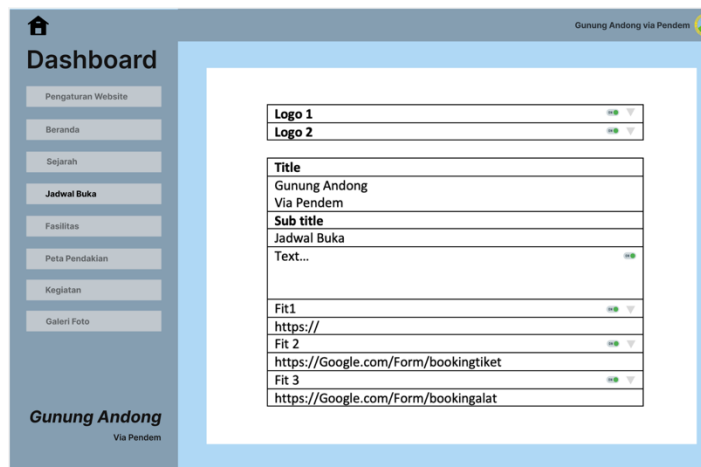 Gunung Andong via Pendem
Dashboard
Pengaturan Website
Beranda
Sejarah
Jadwal Buka
Fasilitas
Peta Pendakian
Kegiatan
Galeri Foto
Gunung Andong
Via Pendem
Logo 1
Logo 2
Title
Gunung Andong
Via Pendem
Sub title
Jadwal Buka
Text...
Fit1
https://
Fit 2
https://Google.com/Form/bookingtiket
Fit 3
https://Google.com/Form/bookingalat